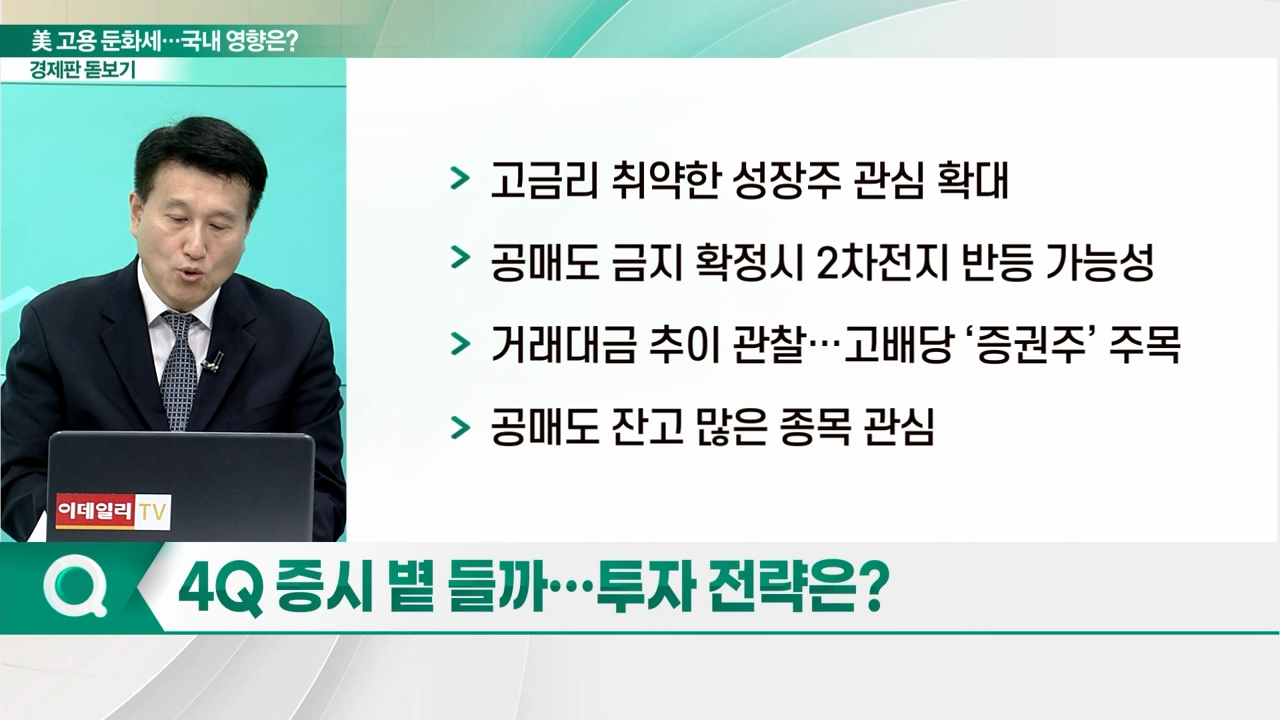 美 고용 둔화세…국내 영향은?
경제판 돋보기
> 고금리 취약한 성장주 관심 확대
> 공매도 금지 확정시 2차전지 반등 가능성
> 거래대금 추이 관찰…고배당 ‘증권주’ 주목
> 공매도 잔고 많은 종목 관심
이데일리 TV
4Q 증시 볕 들까…투자 전략은?